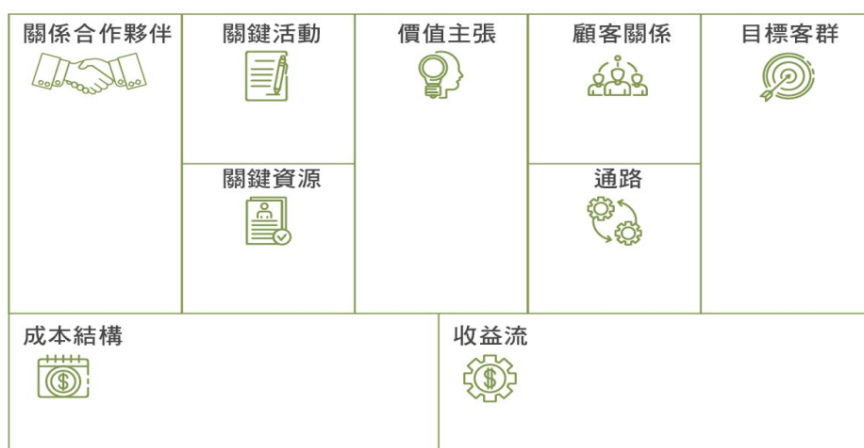 關係合作夥伴
關鍵活動
價值主張
顧客關係
目標客群
關鍵資源
通路
成本結構
收益流